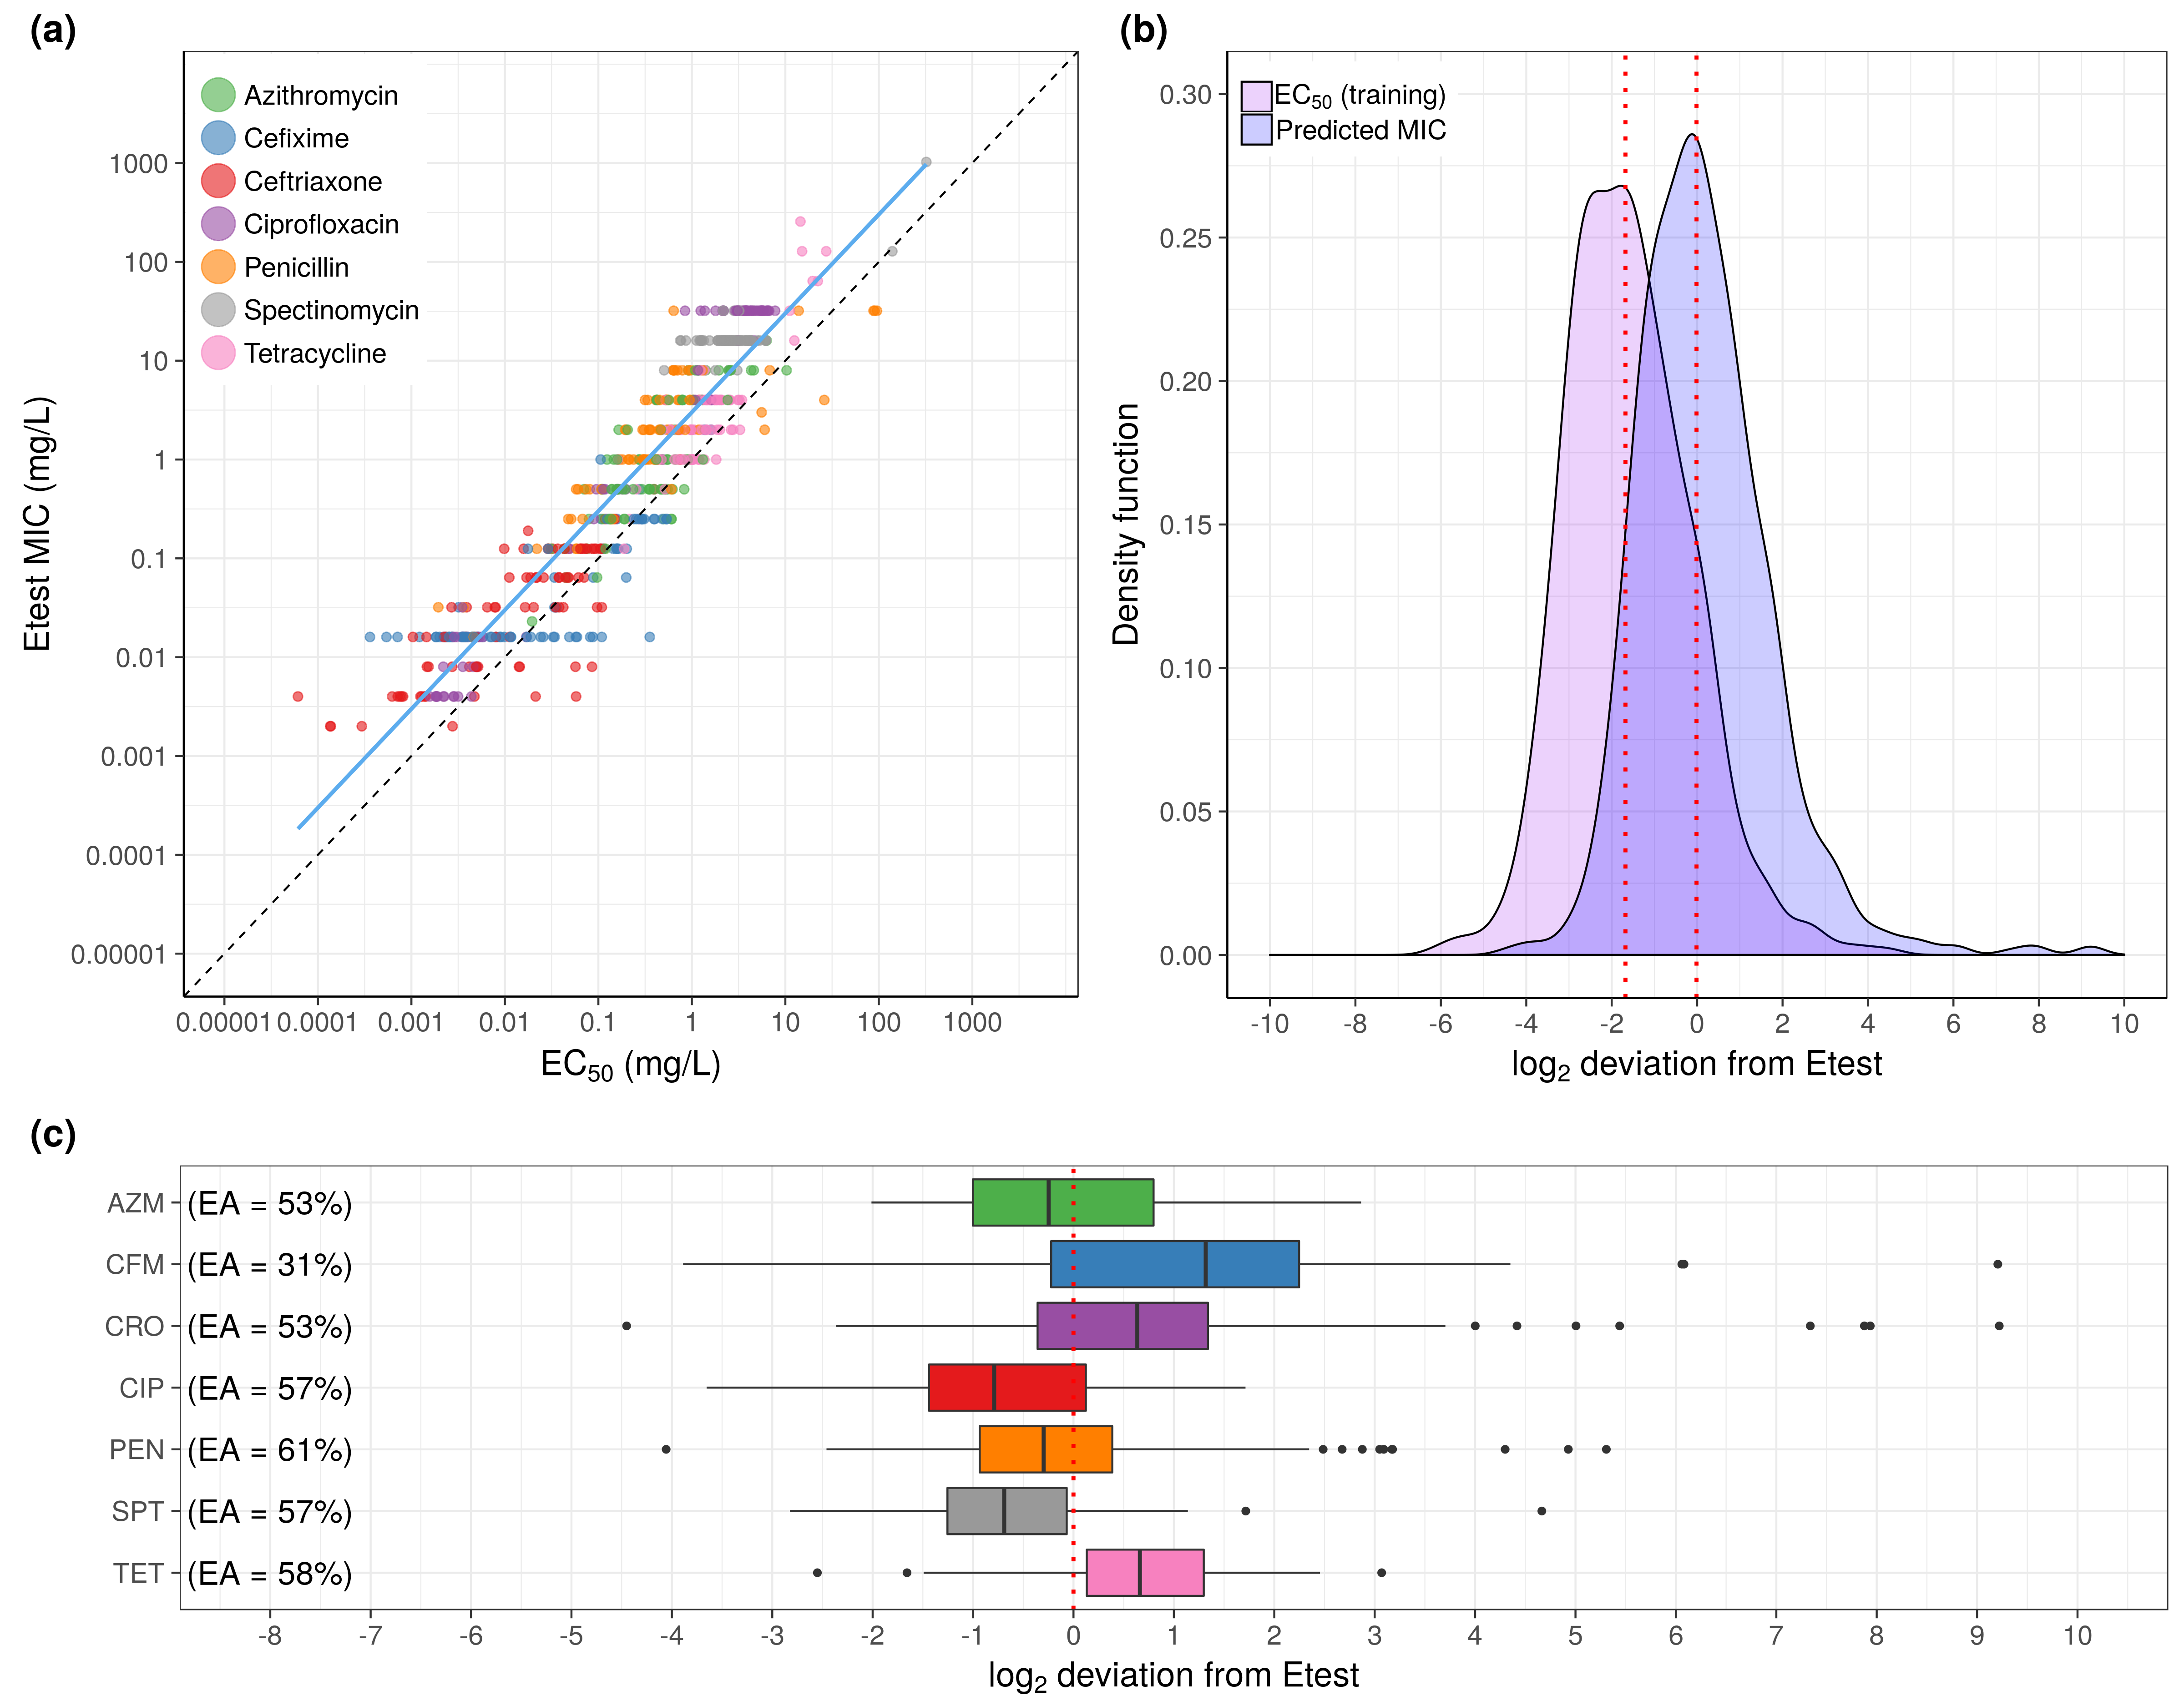 (a)
Azithromycin
Cefixime
Ceftriaxone
Ciprofloxacin
Penicillin
Spectinomycin
Tetracycline
Etest MIC (mg/L)
1000
100
10
1
0.1
0.01
0.001
0.0001
0.00001
0.00001 0.0001 0.001 0.01 0.1 1 10 100 1000
EC50 (mg/L)
(b)
EC50 (training)
Predicted MIC
Density function
0.30
0.25
0.20
0.15
0.10
0.05
0.00
-10 -8 -6 -4 -2 0 2 4 6 8 10
log2 deviation from Etest
(c)
AZM (EA = 53%)
CFM (EA = 31%)
CRO (EA = 53%)
CIP (EA = 57%)
PEN (EA = 61%)
SPT (EA = 57%)
TET (EA = 58%)
-8 -7 -6 -5 -4 -3 -2 -1 0 1 2 3 4 5 6 7 8 9 10
log2 deviation from Etest